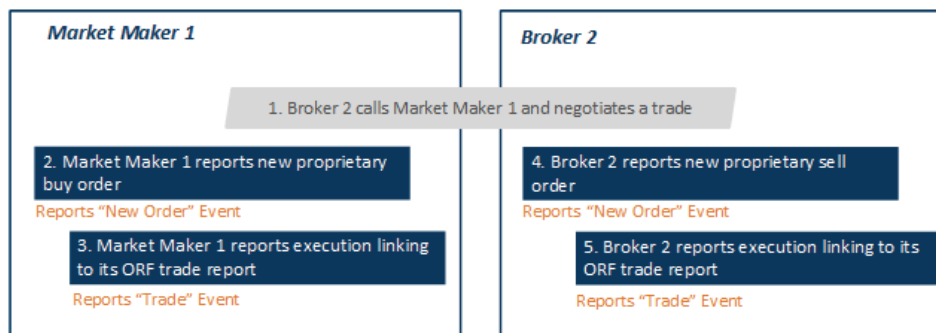 Market Maker 1
Broker 2
1. Broker 2 calls Market Maker 1 and negotiates a trade
2. Market Maker 1 reports new proprietary
buy order
Reports “New Order” Event
3. Market Maker 1 reports execution linking
to its ORF trade report
Reports “Trade” Event
4. Broker 2 reports new proprietary sell
order
Reports “New Order” Event
5. Broker 2 reports execution linking to its
ORF trade report
Reports “Trade” Event